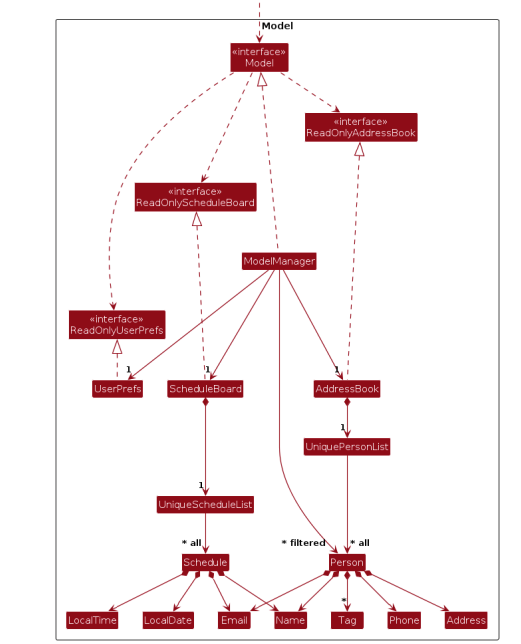 Model
«interface»
Model
«interface»
ReadOnlyAddressBook
«interface»
ReadOnlyScheduleBoard
ModelManager
«interface»
ReadOnlyUserPrefs
1
1
1
UserPrefs
ScheduleBoard
AddressBook
1
UniquePersonList
1
UniqueScheduleList
* all
* filtered
* all
Schedule
Person
*
LocalTime
LocalDate
Email
Name
Tag
Phone
Address